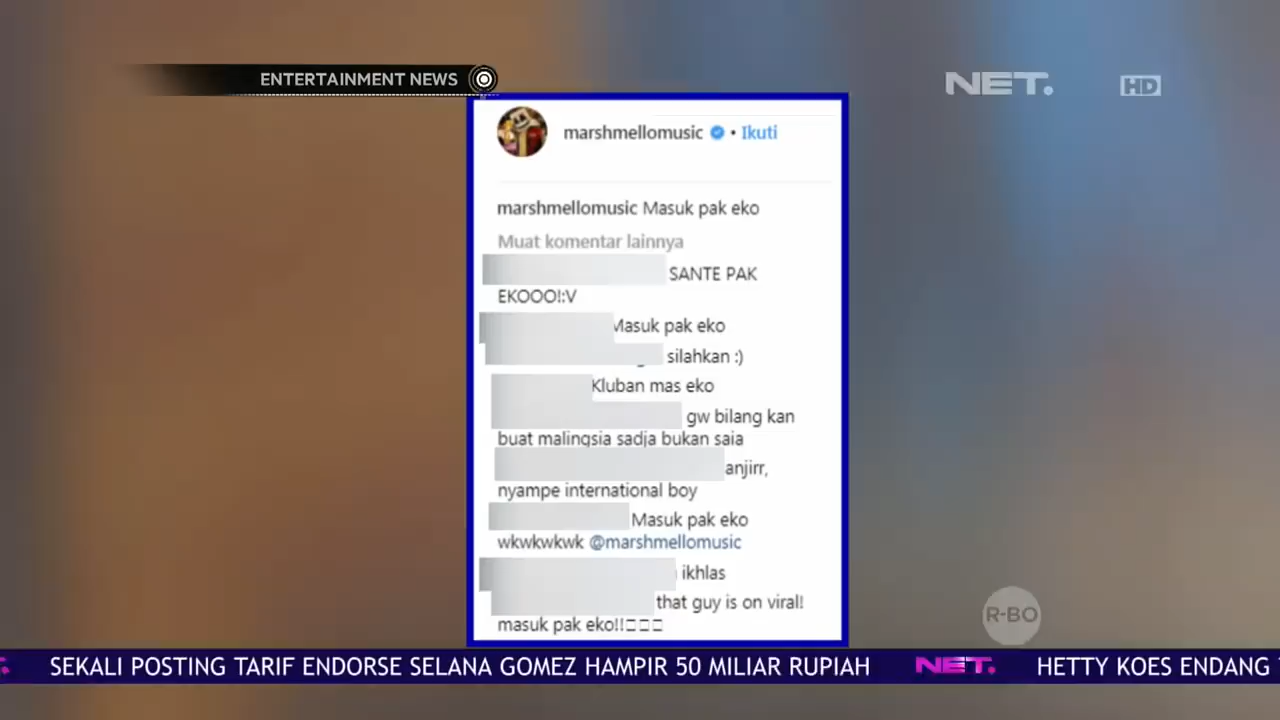 ENTERTAINMENT NEWS
NET.
HD
marshmellomusic • Ikuti
marshmellomusic Masuk pak eko
Muat komentar lainnya
SANTE PAK
EKOOO!:V
Masuk pak eko
silahkan :)
Kluban mas eko
gw bilang kan
buat malingsia sadja bukan saia
anjirr,
nyampe international boy
Masuk pak eko
wkwkwkwk @marshmellomusic
ikhlas
that guy is on viral!
masuk pak eko!!□□□
R-BO
SEKALI POSTING TARIF ENDORSE SELANA GOMEZ HAMPIR 50 MILIAR RUPIAH NET. HETTY KOES ENDANG